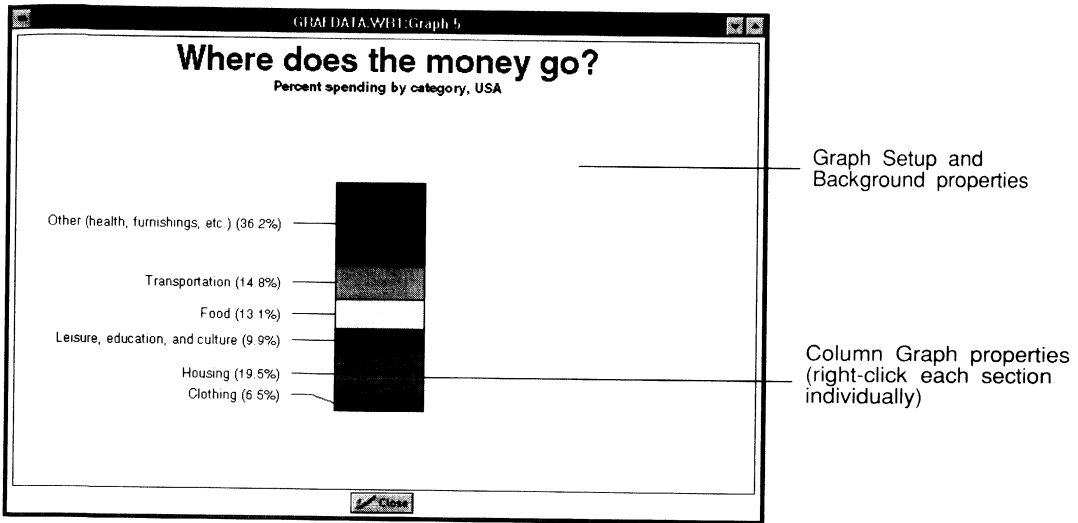 GRAFDATA.WB1:Graph 5
Where does the money go?
Percent spending by category, USA
Graph Setup and
Background properties
Other (health, furnishings, etc.) (36.2%)
Transportation (14.8%)
Food (13.1%)
Leisure, education, and culture (9.9%)
Housing (19.5%)
Clothing (6.5%)
Column Graph properties
(right-click each section
individually)
Close